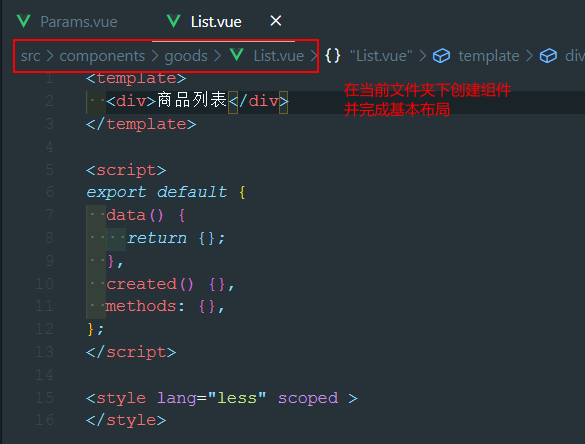 Params.vue List.vue ×
src > components > goods > List.vue > {} "List.vue" > template > div
1 <template>
2 <div>商品列表</div>
3 </template>
4
5 <script>
6 export default {
7 data() {
8 return {};
9 },
10 created() {},
11 methods: {},
12 };
13 </script>
14
15 <style lang="less" scoped >
16 </style>
在当前文件夹下创建组件
并完成基本布局